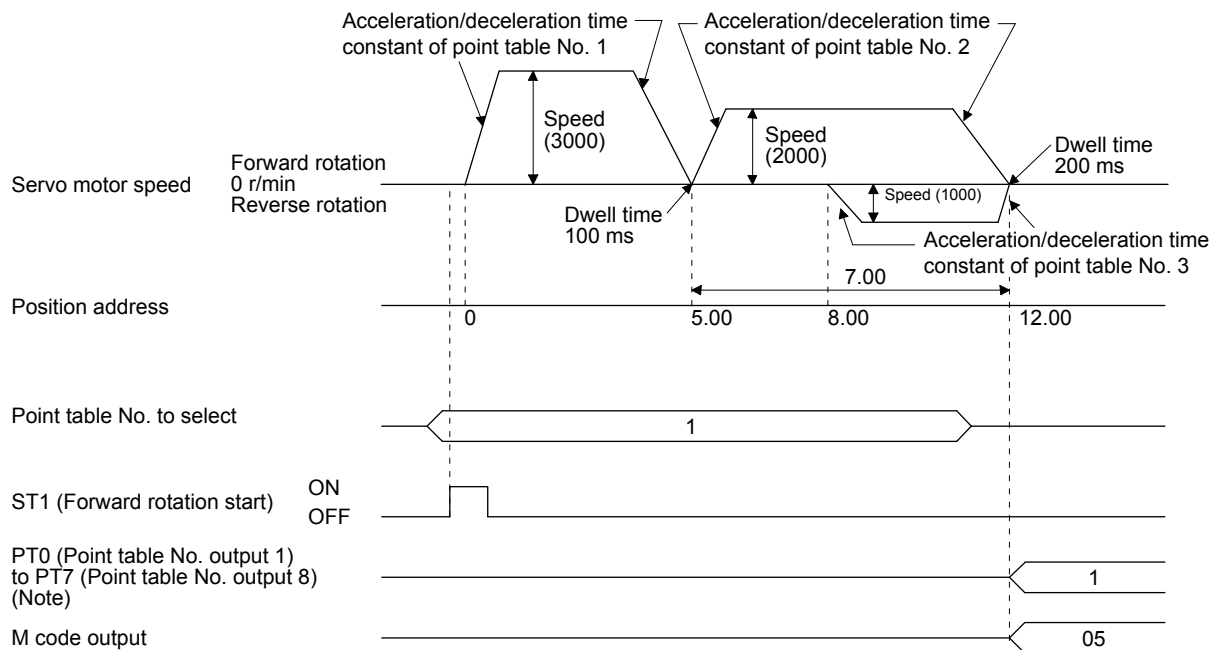 Acceleration/deceleration time
constant of point table No. 1
Acceleration/deceleration time
constant of point table No. 2
Speed
(3000)
Speed
(2000)
Dwell time
200 ms
Servo motor speed
Forward rotation
0 r/min
Reverse rotation
Dwell time
100 ms
Speed (1000)
Acceleration/deceleration time
constant of point table No. 3
7.00
Position address
0
5.00
8.00
12.00
Point table No. to select
1
ST1 (Forward rotation start)
ON
OFF
PT0 (Point table No. output 1)
to PT7 (Point table No. output 8)
(Note)
1
M code output
05